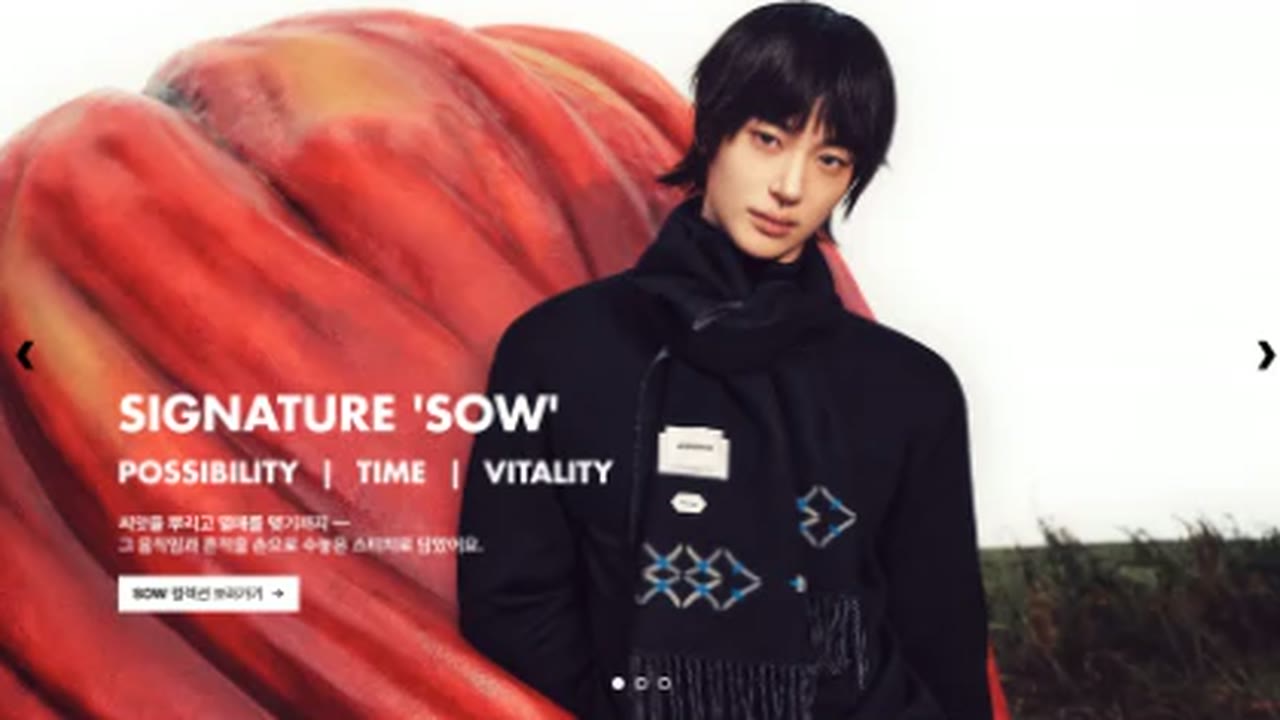 SIGNATURE 'SOW'
POSSIBILITY | TIME | VITALITY
씨앗을 뿌리고 열매를 맺기까지 —
그 움직임과 흔적을 손으로 수놓은 스티치로 담았어요.
SOW 컬렉션 보러가기 →